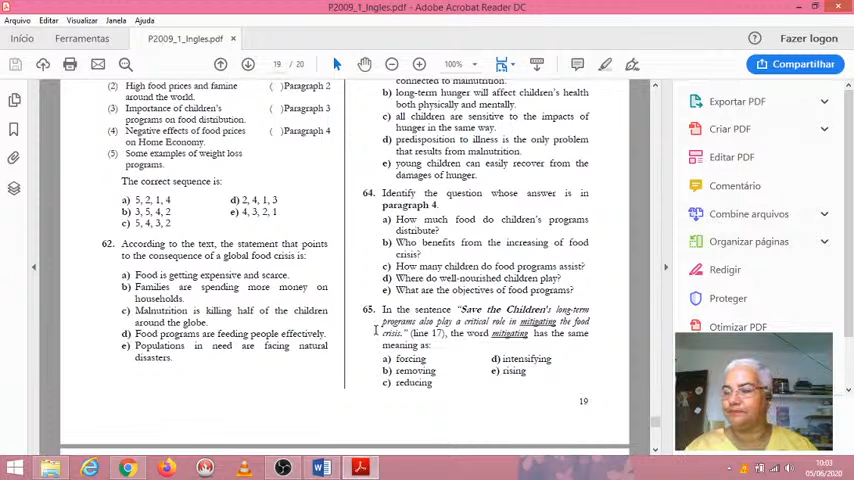 P2009_1_Ingles.pdf - Adobe Acrobat Reader DC
Arquivo Editar Visualizar Janela Ajuda
Início Ferramentas P2009_1_Ingles.pdf × Fazer logon
19 / 20 100% Compartilhar
(2) High food prices and famine around the world. ( )Paragraph 2
(3) Importance of children's programs on food distribution. ( )Paragraph 3
(4) Negative effects of food prices on Home Economy. ( )Paragraph 4
(5) Some examples of weight loss programs.
The correct sequence is:
a) 5, 2, 1, 4 d) 2, 4, 1, 3
b) 3, 5, 4, 2 e) 4, 3, 2, 1
c) 5, 4, 3, 2
62. According to the text, the statement that points
to the consequence of a global food crisis is:
a) Food is getting expensive and scarce.
b) Families are spending more money on
households.
c) Malnutrition is killing half of the children
around the globe.
d) Food programs are feeding people effectively.
e) Populations in need are facing natural
disasters.
connected to malnutrition.
b) long-term hunger will affect children's health
both physically and mentally.
c) all children are sensitive to the impacts of
hunger in the same way.
d) predisposition to illness is the only problem
that results from malnutrition.
e) young children can easily recover from the
damages of hunger.
64. Identify the question whose answer is in
paragraph 4.
a) How much food do children's programs
distribute?
b) Who benefits from the increasing of food
crisis?
c) How many children do food programs assist?
d) Where do well-nourished children play?
e) What are the objectives of food programs?
65. In the sentence "Save the Children's long-term
programs also play a critical role in mitigating the food
crisis." (line 17), the word mitigating has the same
meaning as:
a) forcing d) intensifying
b) removing e) rising
c) reducing
19
Exportar PDF
Criar PDF
Editar PDF
Comentário
Combine arquivos
Organizar páginas
Redigir
Proteger
Otimizar PDF
10:03
05/06/2020